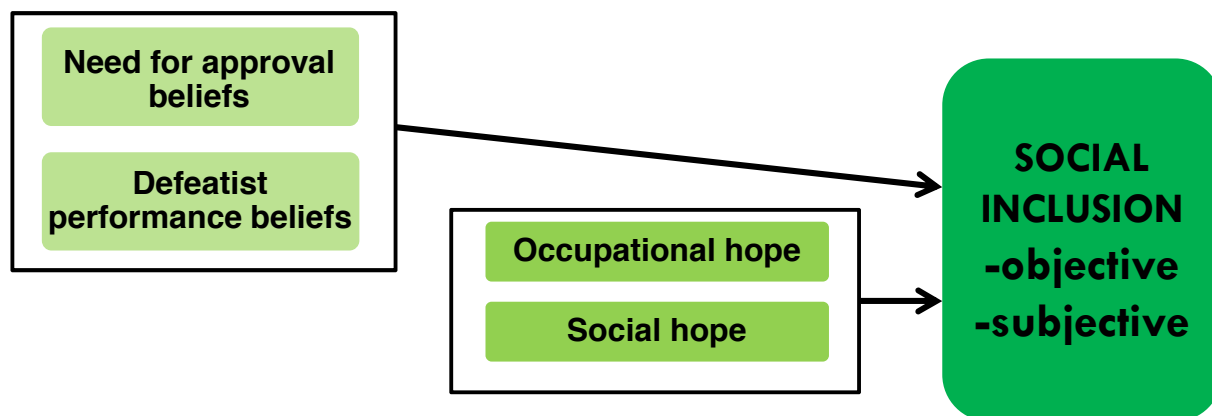 Need for approval
beliefs
Defeatist
performance beliefs
Occupational hope
Social hope
SOCIAL
INCLUSION
-objective
-subjective